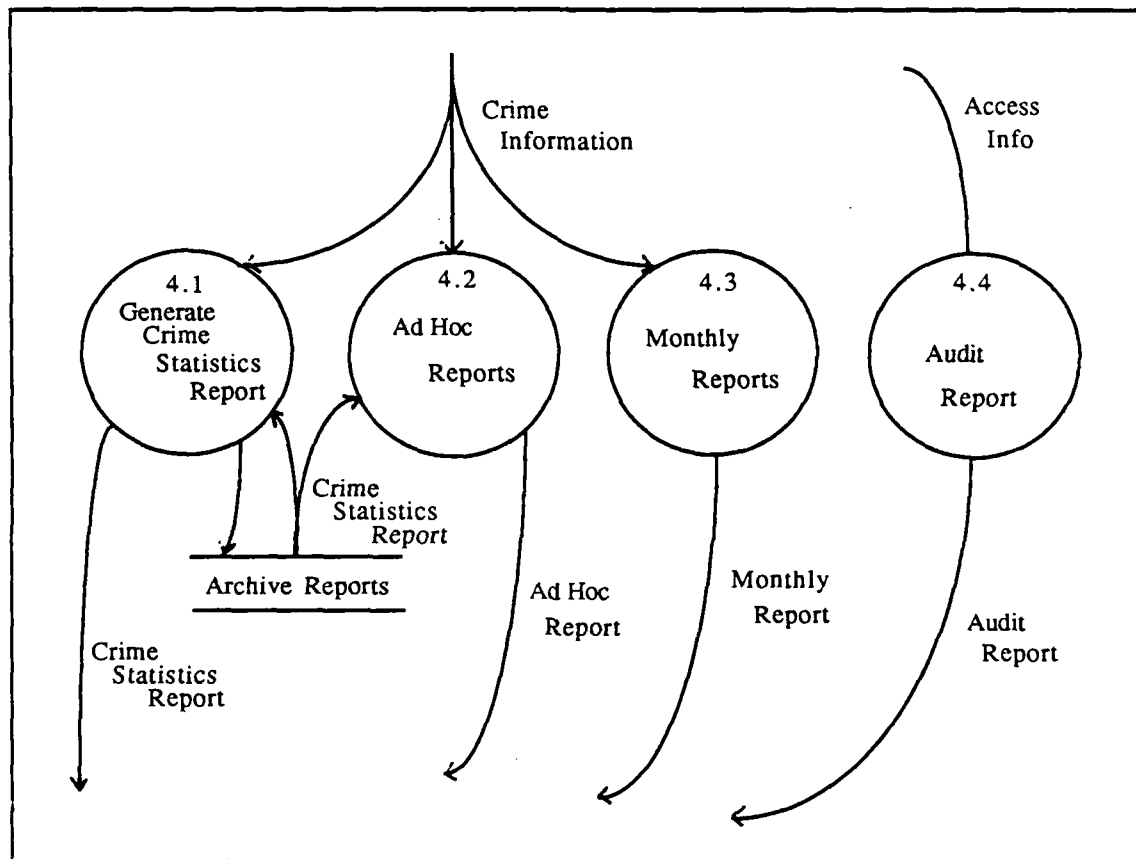 Crime
Information
Access
Info
4.1
Generate
Crime
Statistics
Report
4.2
Ad Hoc
Reports
4.3
Monthly
Reports
4.4
Audit
Report
Crime
Statistics
Report
Archive Reports
Crime
Statistics
Report
Ad Hoc
Report
Monthly
Report
Audit
Report